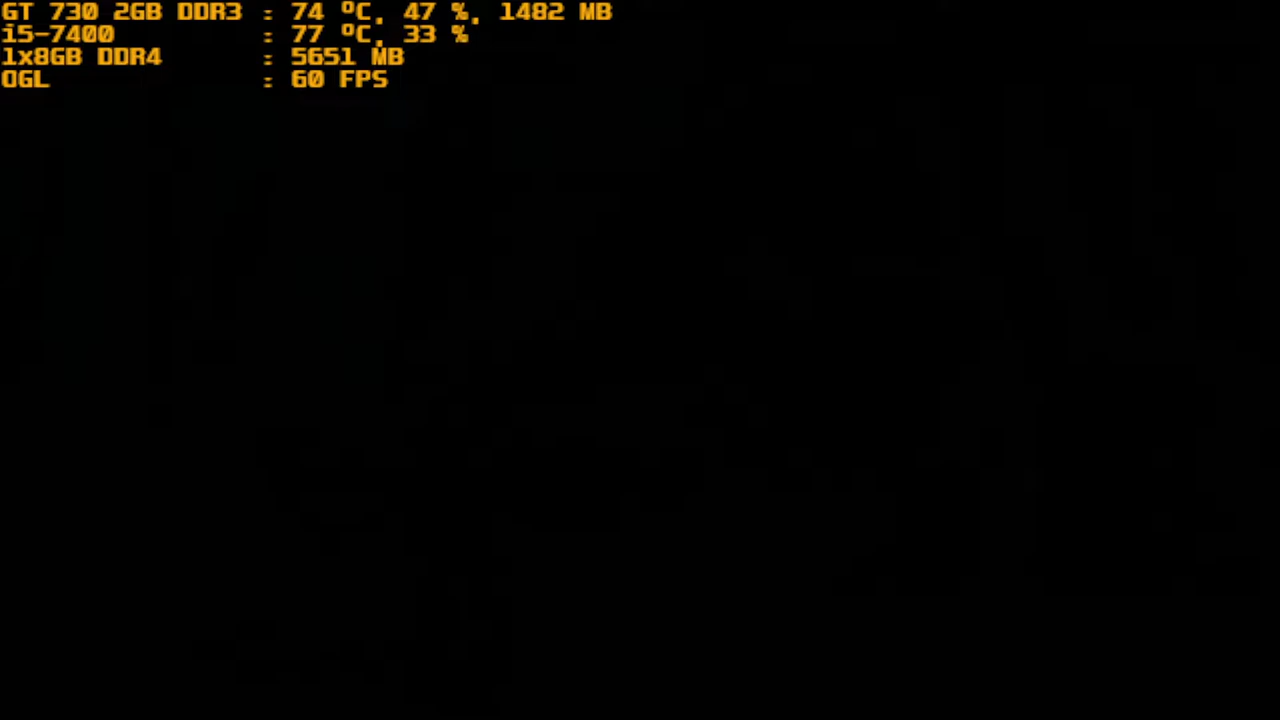 GT 730 2GB DDR3 : 74 ºC, 47 %, 1482 MB
i5-7400 : 77 ºC, 33 %
1x8GB DDR4 : 5651 MB
OGL : 60 FPS